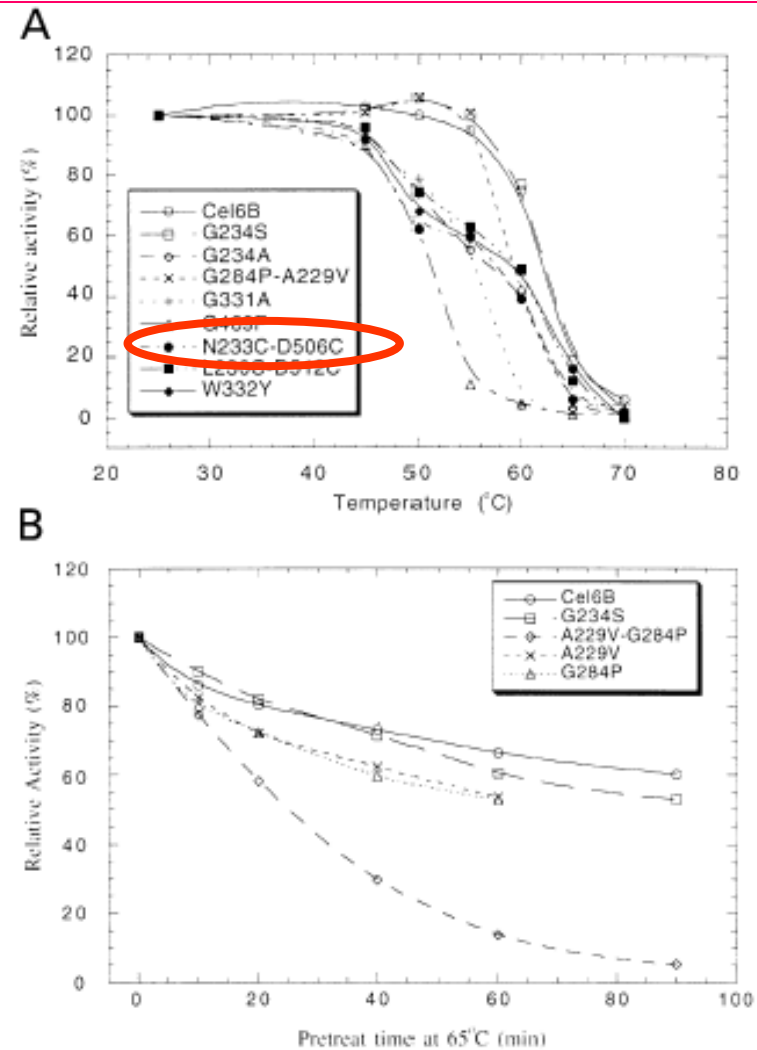 A
120
100
80
60
40
20
0
Relative activity (%)
Cel6B
G234S
G234A
G284P-A229V
G331A
N233C-D506C
W332Y
20 30 40 50 60 70 80
Temperature (°C)
B
120
100
80
60
40
20
0
Relative Activity (%)
Cel6B
G234S
A229V-G284P
A229V
G284P
0 20 40 60 80 100
Pretreat time at 65°C (min)